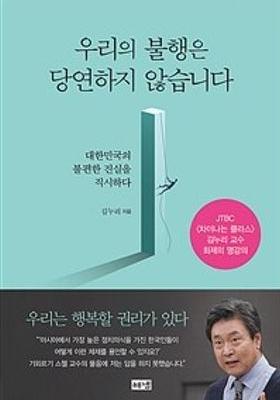 우리의 불행은
당연하지 않습니다
대한민국의
불편한 진실을
직시하다
김누리 지음
JTBC
〈차이나는 클라스〉
김누리 교수
화제의 명강의
우리는 행복할 권리가 있다
"아시아에서 가장 높은 정치의식을 가진 한국인들이
어떻게 이런 체제를 용인할 수 있지요?"
기외르기 스첼 교수의 물음에 저는 답을 하지 못했습니다."
해냄